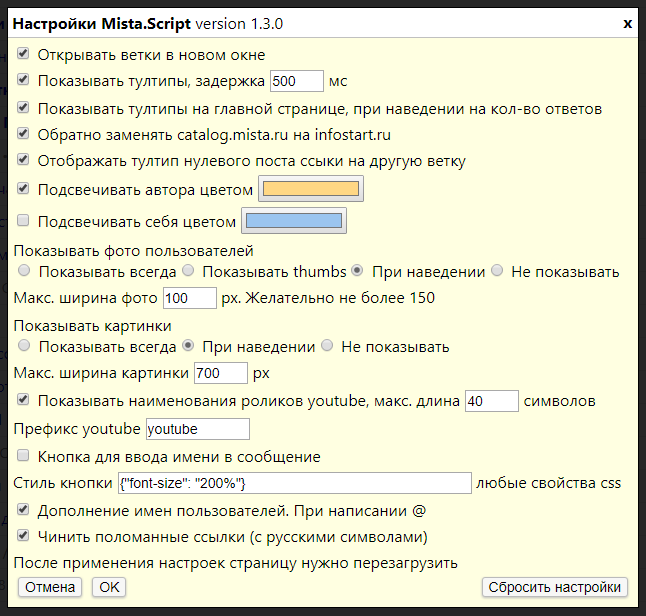 Настройки Mista.Script version 1.3.0 x
Открывать ветки в новом окне
Показывать тултипы, задержка 500 мс
Показывать тултипы на главной странице, при наведении на кол-во ответов
Обратно заменять catalog.mista.ru на infostart.ru
Отображать тултип нулевого поста ссыки на другую ветку
Подсвечивать автора цветом
Подсвечивать себя цветом
Показывать фото пользователей
Показывать всегда Показывать thumbs При наведении Не показывать
Макс. ширина фото 100 px. Желательно не более 150
Показывать картинки
Показывать всегда При наведении Не показывать
Макс. ширина картинки 700 px
Показывать наименования роликов youtube, макс. длина 40 символов
Префикс youtube youtube
Кнопка для ввода имени в сообщение
Стиль кнопки {"font-size": "200%"} любые свойства css
Дополнение имен пользователей. При написании @
Чинить поломанные ссылки (с русскими символами)
После применения настроек страницу нужно перезагрузить
Отмена OK Сбросить настройки